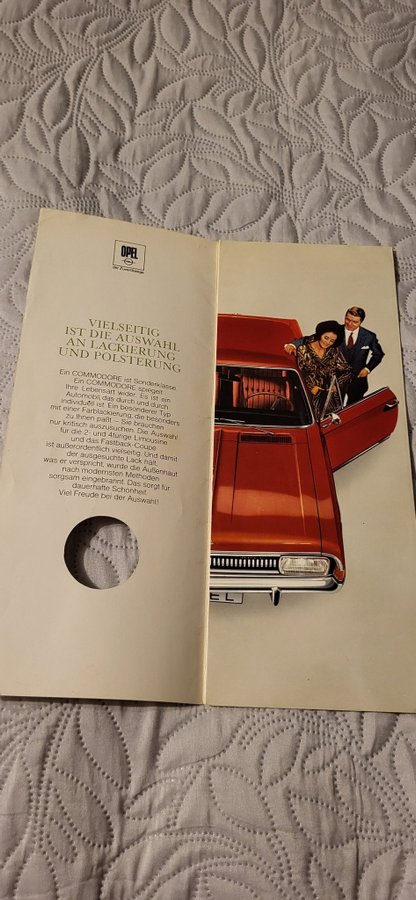 OPEL
der Zuverlässige
VIELSEITIG
IST DIE AUSWAHL
AN LACKIERUNG
UND POLSTERUNG
Ein COMMODORE ist Sonderklasse.
Ein COMMODORE spiegelt
Ihre Lebensart wider. Es ist ein
Automobil, das durch und durch
individuell ist. Ein besonderer Typ
mit einer Farblackierung, die besonders
zu Ihnen paßt – Sie brauchen
nur kritisch auszusuchen. Die Auswahl
für die 2- und 4türige Limousine
und das Fastback-Coupé
ist außerordentlich vielseitig. Und damit
der ausgesuchte Lack hält,
was er verspricht, wurde die Außenhaut
nach modernsten Methoden
sorgsam eingebrannt. Das sorgt für
dauerhafte Schönheit.
Viel Freude bei der Auswahl!
EL